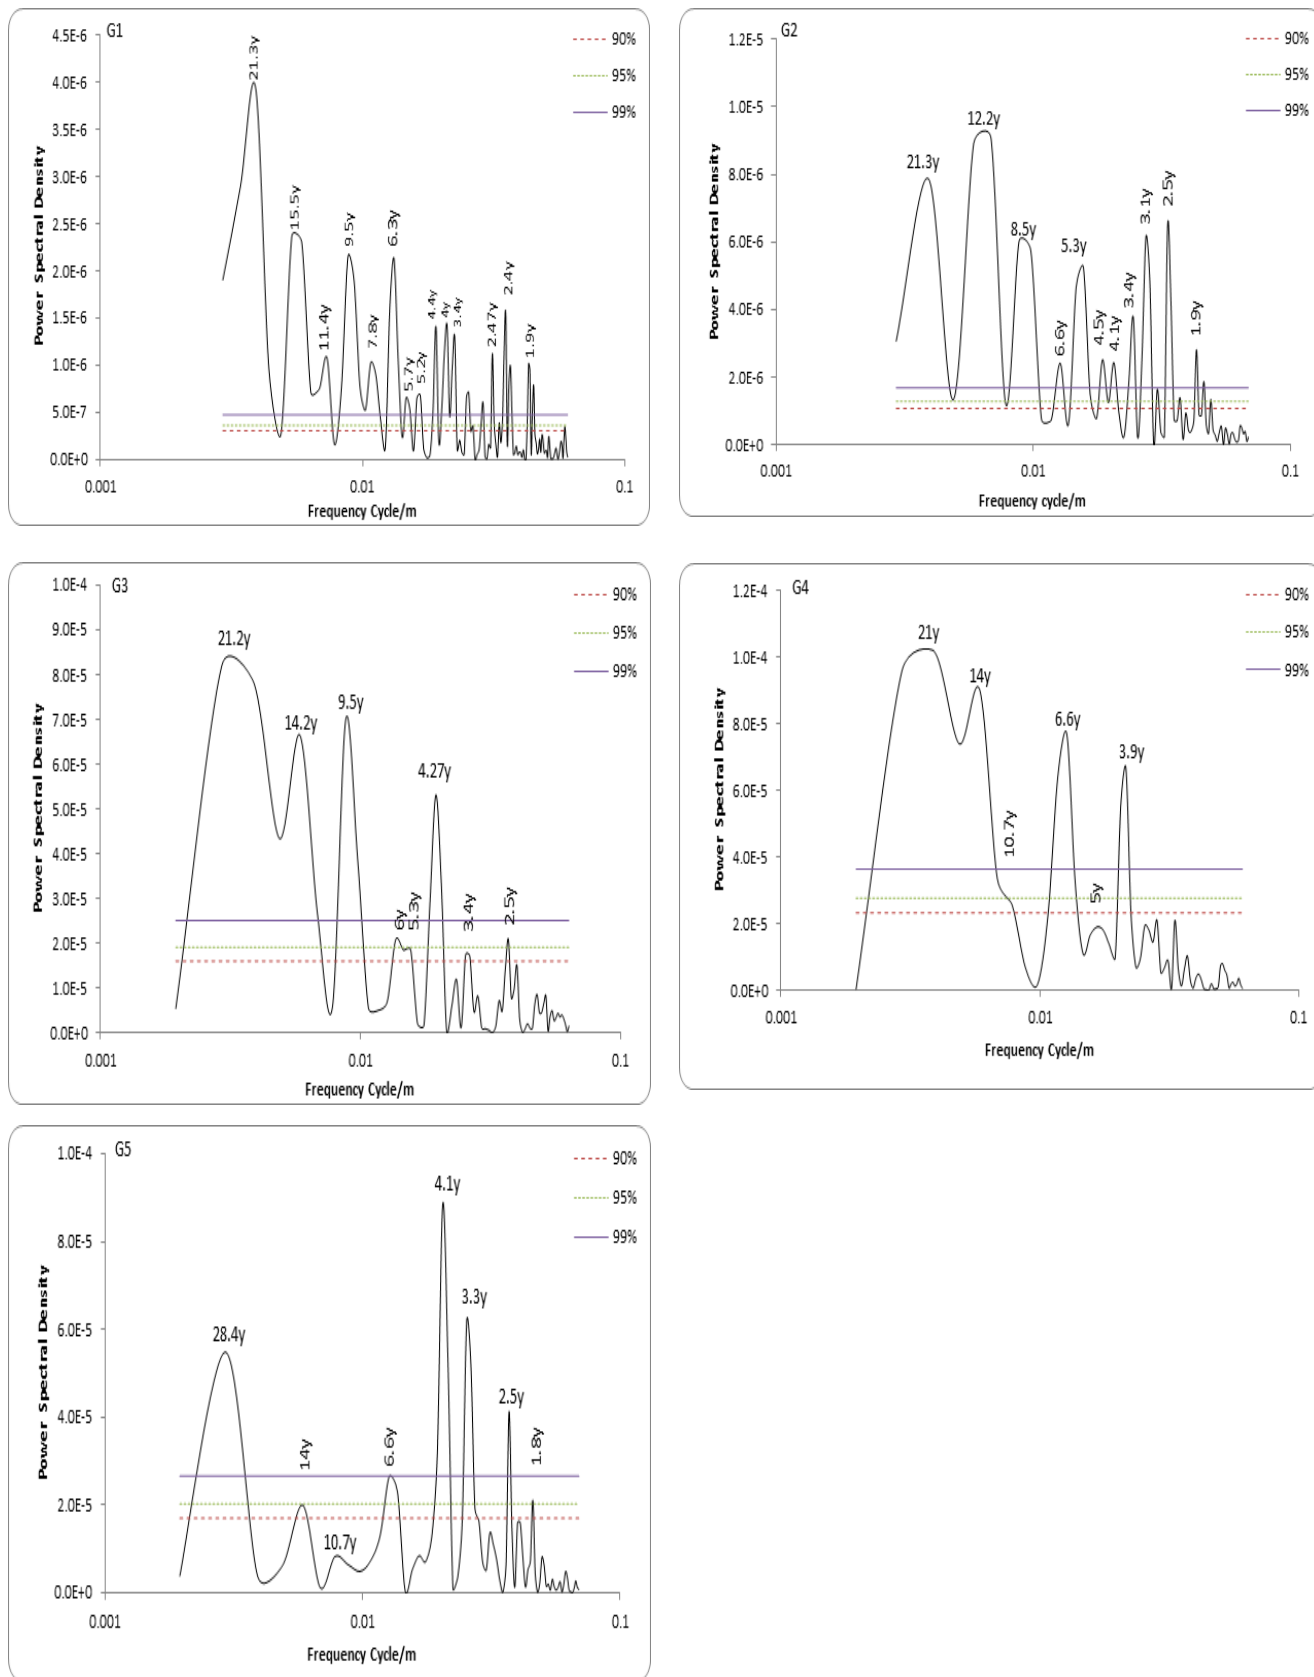 G1
90%
95%
99%
4.5E-6
4.0E-6
3.5E-6
3.0E-6
2.5E-6
2.0E-6
1.5E-6
1.0E-6
5.0E-7
0.0E+0
Power Spectral Density
21.3y
15.5y
11.4y
9.5y
7.8y
6.3y
5.7y
5.2y
4.4y
4y
3.4y
2.47y
2.4y
1.9y
0.001
0.01
0.1
Frequency Cycle/m
G2
90%
95%
99%
1.2E-5
1.0E-5
8.0E-6
6.0E-6
4.0E-6
2.0E-6
0.0E+0
Power Spectral Density
21.3y
12.2y
8.5y
6.6y
5.3y
4.5y
4.1y
3.4y
3.1y
2.5y
1.9y
0.001
0.01
0.1
Frequency cycle/m
G3
90%
95%
99%
1.0E-4
9.0E-5
8.0E-5
7.0E-5
6.0E-5
5.0E-5
4.0E-5
3.0E-5
2.0E-5
1.0E-5
0.0E+0
Power Spectral Density
21.2y
14.2y
9.5y
6y
5.3y
4.27y
3.4y
2.5y
0.001
0.01
0.1
Frequency Cycle/m
G4
90%
95%
99%
1.2E-4
1.0E-4
8.0E-5
6.0E-5
4.0E-5
2.0E-5
0.0E+0
Power Spectral Density
21y
14y
10.7y
6.6y
5y
3.9y
0.001
0.01
0.1
Frequency Cycle/m
G5
90%
95%
99%
1.0E-4
8.0E-5
6.0E-5
4.0E-5
2.0E-5
0.0E+0
Power Spectral Density
28.4y
14y
10.7y
6.6y
4.1y
3.3y
2.5y
1.8y
0.001
0.01
0.1
Frequency Cycle/m